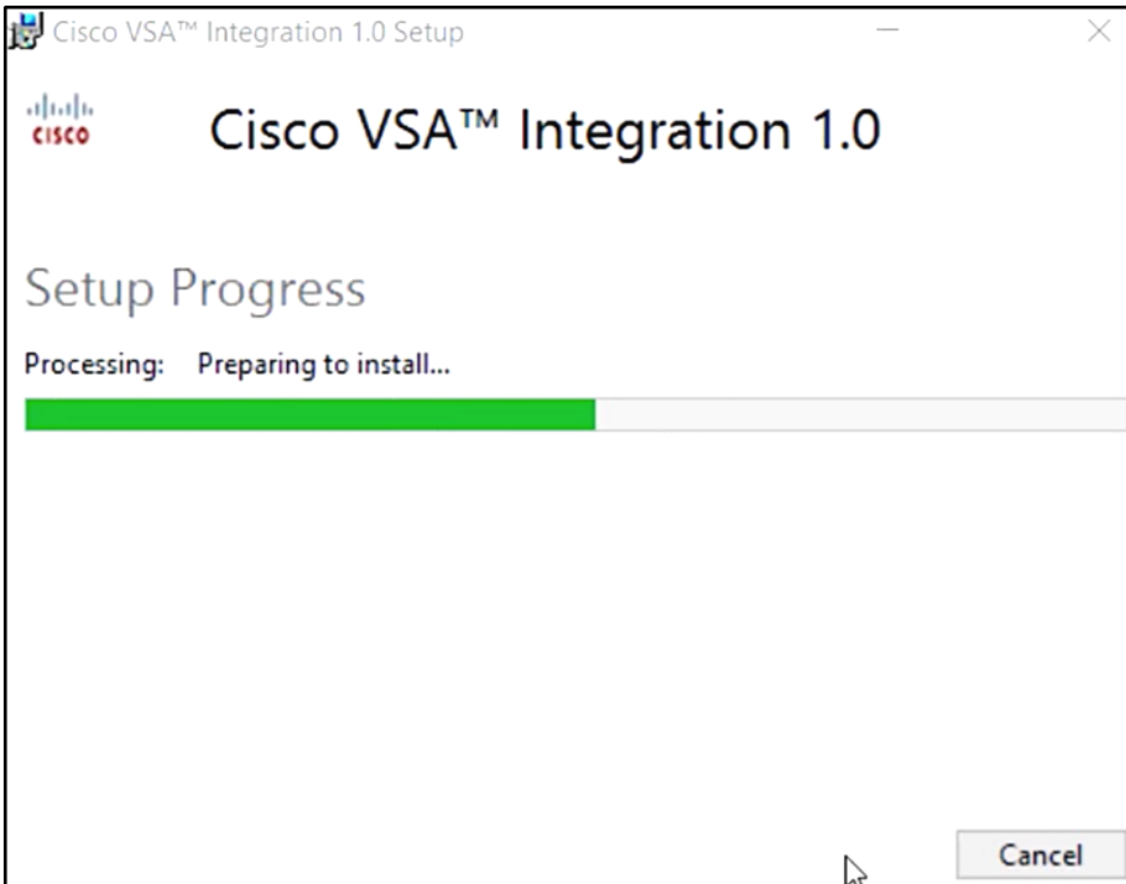 Cisco VSA™ Integration 1.0 Setup
CISCO
Cisco VSA™ Integration 1.0
Setup Progress
Processing: Preparing to install...
Cancel